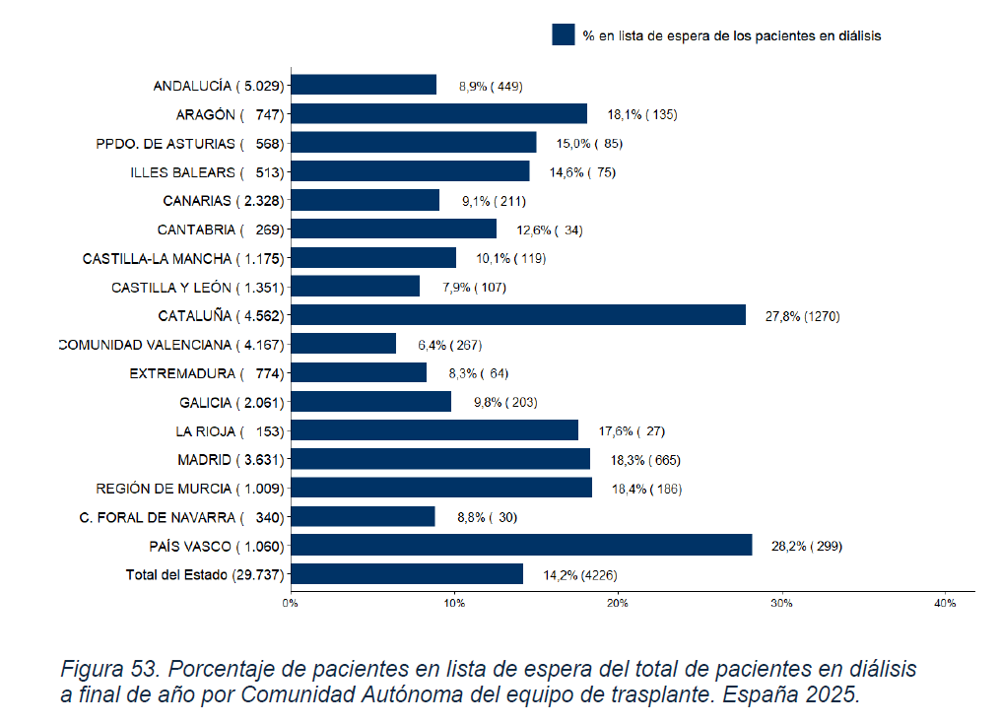 % en lista de espera de los pacientes en diálisis
ANDALUCÍA ( 5.029) 8,9% ( 449)
ARAGÓN ( 747) 18,1% ( 135)
PPDO. DE ASTURIAS ( 568) 15,0% ( 85)
ILLES BALEARS ( 513) 14,6% ( 75)
CANARIAS ( 2.328) 9,1% ( 211)
CANTABRIA ( 269) 12,6% ( 34)
CASTILLA-LA MANCHA ( 1.175) 10,1% ( 119)
CASTILLA Y LEÓN ( 1.351) 7,9% ( 107)
CATALUÑA ( 4.562) 27,8% (1270)
COMUNIDAD VALENCIANA ( 4.167) 6,4% ( 267)
EXTREMADURA ( 774) 8,3% ( 64)
GALICIA ( 2.061) 9,8% ( 203)
LA RIOJA ( 153) 17,6% ( 27)
MADRID ( 3.631) 18,3% ( 665)
REGIÓN DE MURCIA ( 1.009) 18,4% ( 186)
C. FORAL DE NAVARRA ( 340) 8,8% ( 30)
PAÍS VASCO ( 1.060) 28,2% ( 299)
Total del Estado (29.737) 14,2% (4226)
0% 10% 20% 30% 40%
Figura 53. Porcentaje de pacientes en lista de espera del total de pacientes en diálisis
a final de año por Comunidad Autónoma del equipo de trasplante. España 2025.